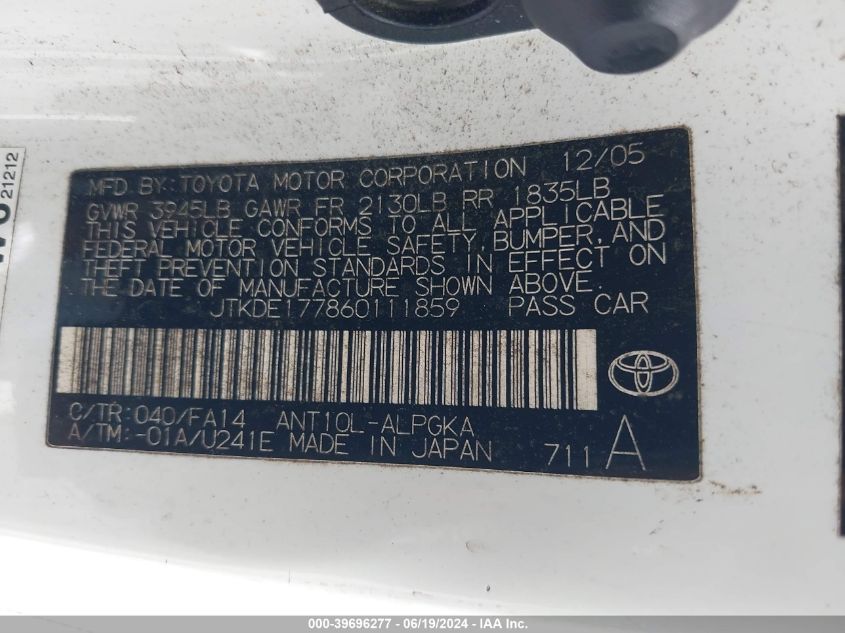 MFD BY: TOYOTA MOTOR CORPORATION 12/05
GVWR 3945LB GAWR FR 2130LB RR 1835LB
THIS VEHICLE CONFORMS TO ALL APPLICABLE
FEDERAL MOTOR VEHICLE SAFETY, BUMPER, AND
THEFT PREVENTION STANDARDS IN EFFECT ON
THE DATE OF MANUFACTURE SHOWN ABOVE.
JTKDE177860111859 PASS CAR
C/TR: 040/FA14 ANT10L-ALPGKA
A/TM: -01A/U241E MADE IN JAPAN 711 A
21212
000-39696277 - 06/19/2024 - IAA Inc.